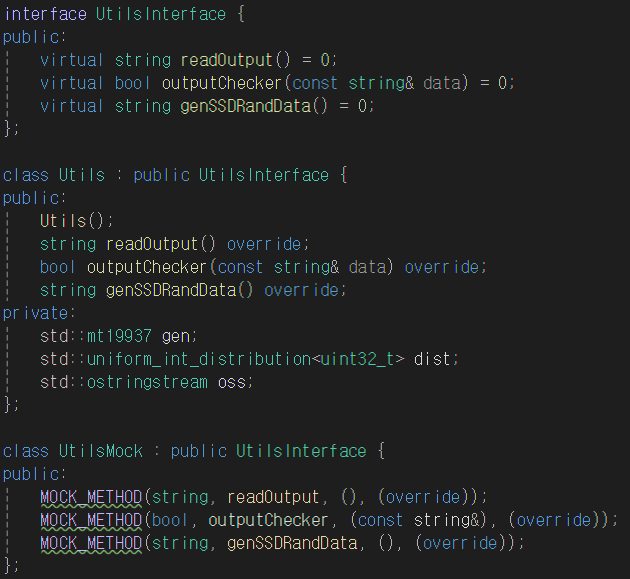 interface UtilsInterface {
public:
    virtual string readOutput() = 0;
    virtual bool outputChecker(const string& data) = 0;
    virtual string genSSDRandData() = 0;
};

class Utils : public UtilsInterface {
public:
    Utils();
    string readOutput() override;
    bool outputChecker(const string& data) override;
    string genSSDRandData() override;
private:
    std::mt19937 gen;
    std::uniform_int_distribution<uint32_t> dist;
    std::ostringstream oss;
};

class UtilsMock : public UtilsInterface {
public:
    MOCK_METHOD(string, readOutput, (), (override));
    MOCK_METHOD(bool, outputChecker, (const string&), (override));
    MOCK_METHOD(string, genSSDRandData, (), (override));
};